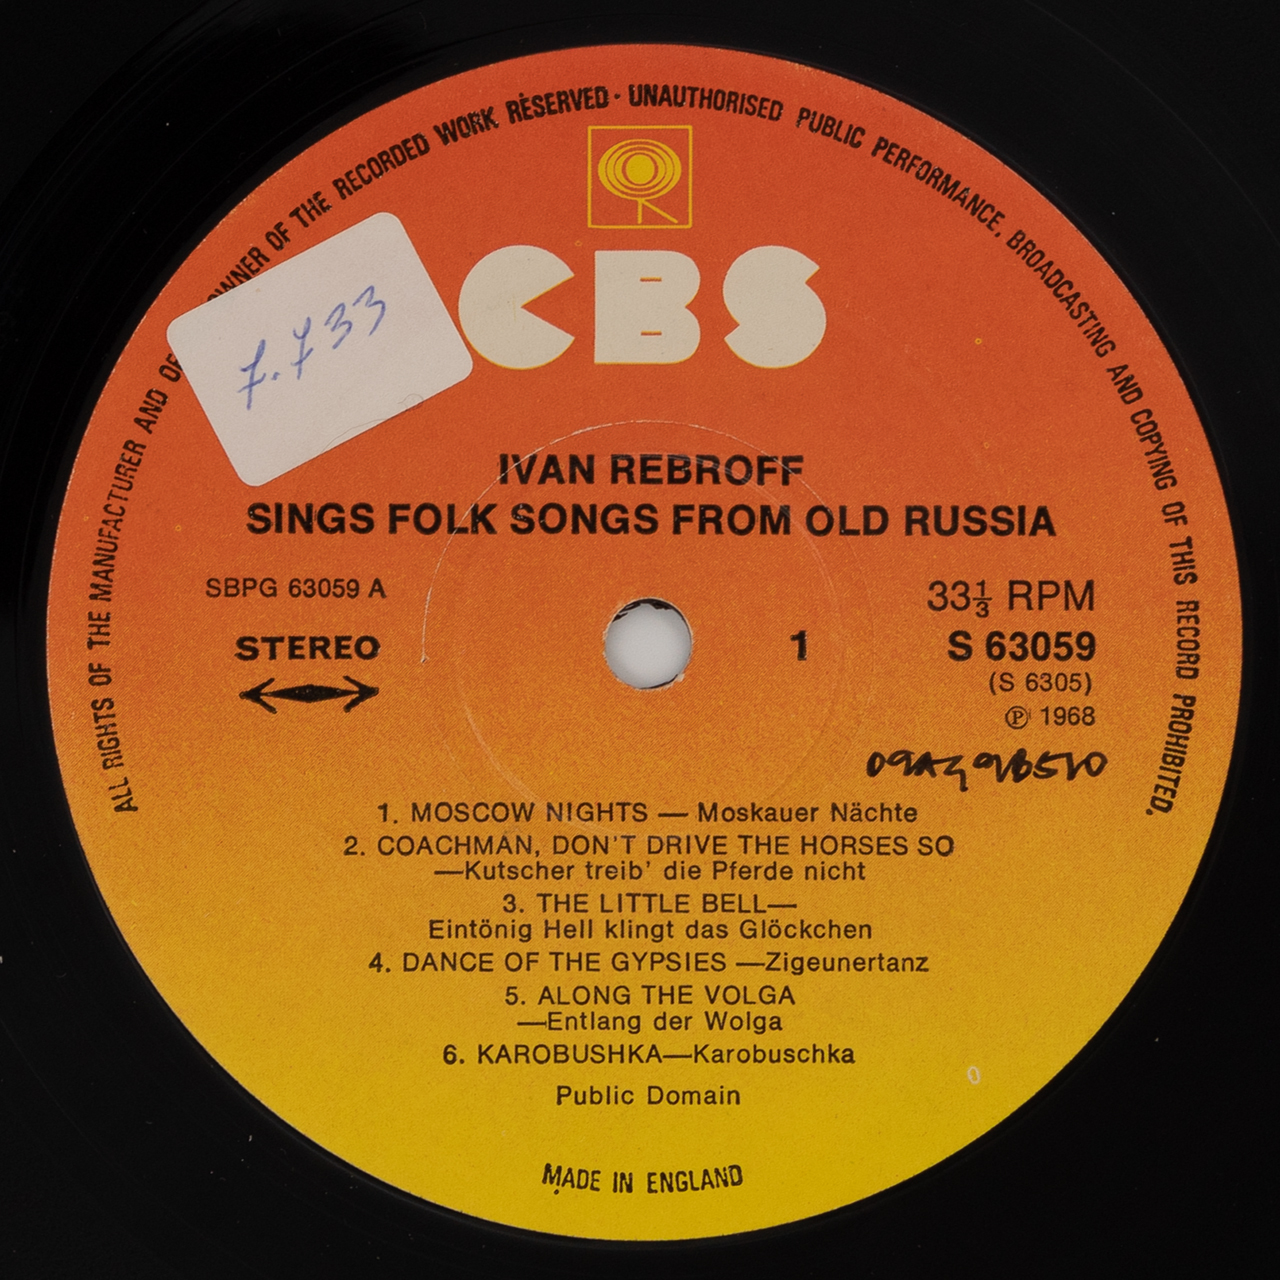 ALL RIGHTS OF THE MANUFACTURER AND OF OWNER OF THE RECORDED WORK RESERVED · UNAUTHORISED PUBLIC PERFORMANCE, BROADCASTING AND COPYING OF THIS RECORD PROHIBITED.
CBS
7.733
IVAN REBROFF
SINGS FOLK SONGS FROM OLD RUSSIA
SBPG 63059 A
33⅓ RPM
STEREO
1
S 63059
(S 6305)
℗ 1968
1. MOSCOW NIGHTS — Moskauer Nächte
2. COACHMAN, DON'T DRIVE THE HORSES SO
—Kutscher treib' die Pferde nicht
3. THE LITTLE BELL—
Eintönig Hell klingt das Glöckchen
4. DANCE OF THE GYPSIES —Zigeunertanz
5. ALONG THE VOLGA
—Entlang der Wolga
6. KAROBUSHKA—Karobuschka
Public Domain
MADE IN ENGLAND